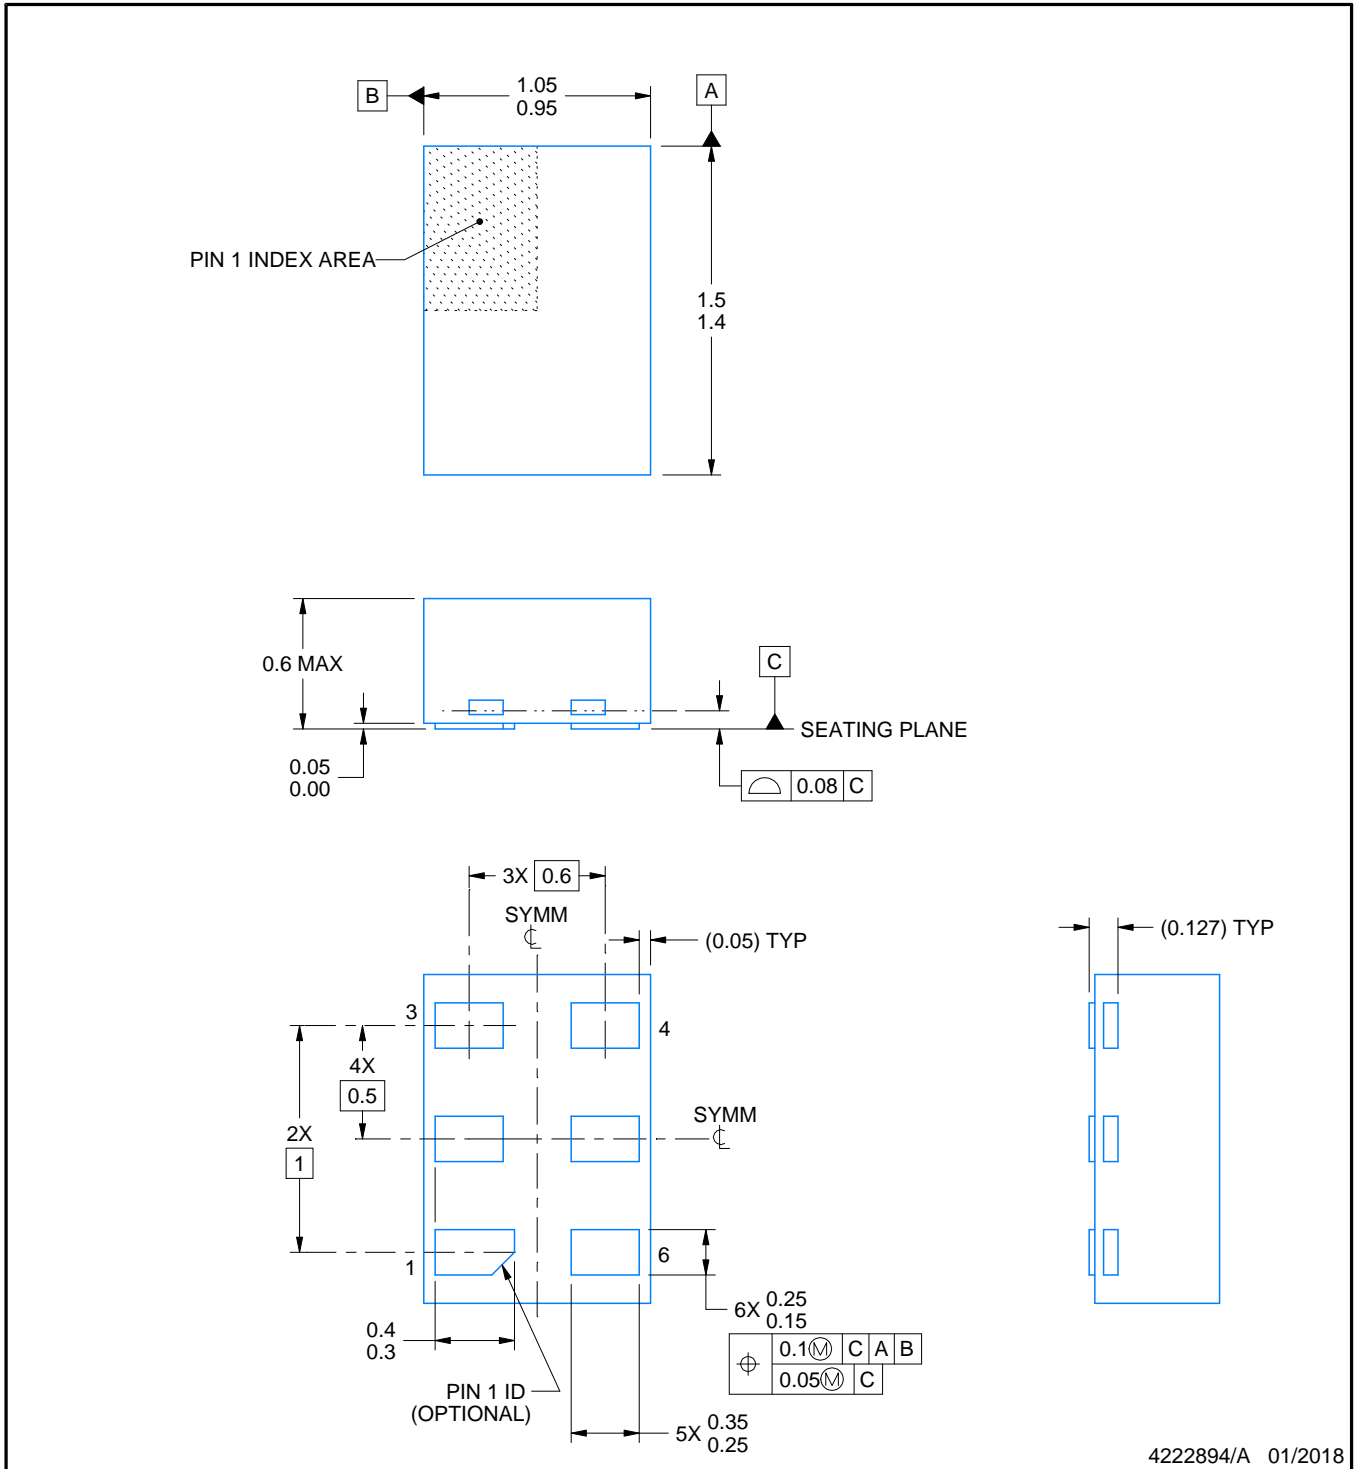 B
1.05
0.95
A
PIN 1 INDEX AREA
1.5
1.4
0.6 MAX
C
SEATING PLANE
0.05
0.00
0.08 C
3X 0.6
SYMM
(0.05) TYP
(0.127) TYP
3
4
4X
0.5
SYMM
2X
1
1
6
6X 0.25
0.15
0.1Ⓜ C A B
0.05Ⓜ C
0.4
0.3
PIN 1 ID
(OPTIONAL)
5X 0.35
0.25
4222894/A 01/2018